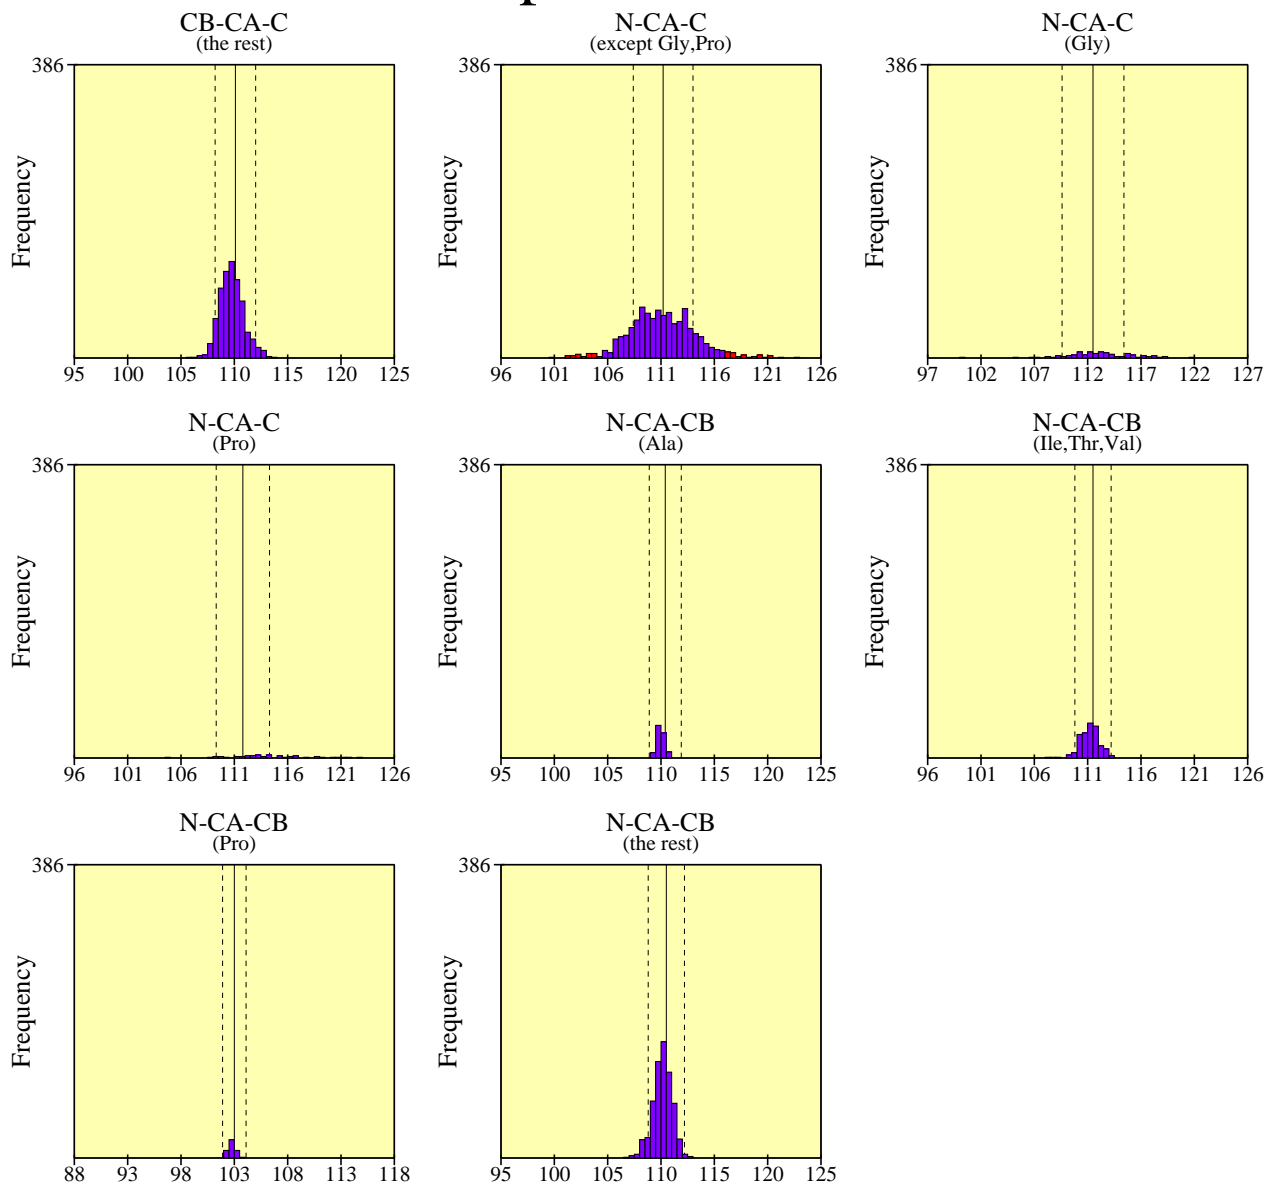 CB-CA-C
(the rest)
386
Frequency
95 100 105 110 115 120 125
N-CA-C
(except Gly,Pro)
386
Frequency
96 101 106 111 116 121 126
N-CA-C
(Gly)
386
Frequency
97 102 107 112 117 122 127
N-CA-C
(Pro)
386
Frequency
96 101 106 111 116 121 126
N-CA-CB
(Ala)
386
Frequency
95 100 105 110 115 120 125
N-CA-CB
(Ile,Thr,Val)
386
Frequency
96 101 106 111 116 121 126
N-CA-CB
(Pro)
386
Frequency
88 93 98 103 108 113 118
N-CA-CB
(the rest)
386
Frequency
95 100 105 110 115 120 125